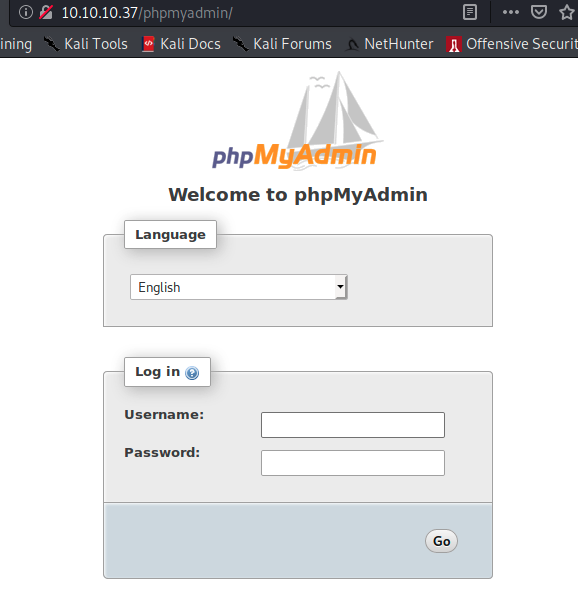 10.10.10.37/phpmyadmin/
ining Kali Tools Kali Docs Kali Forums NetHunter Offensive Securit
phpMyAdmin
Welcome to phpMyAdmin
Language
English
Log in
Username:
Password:
Go